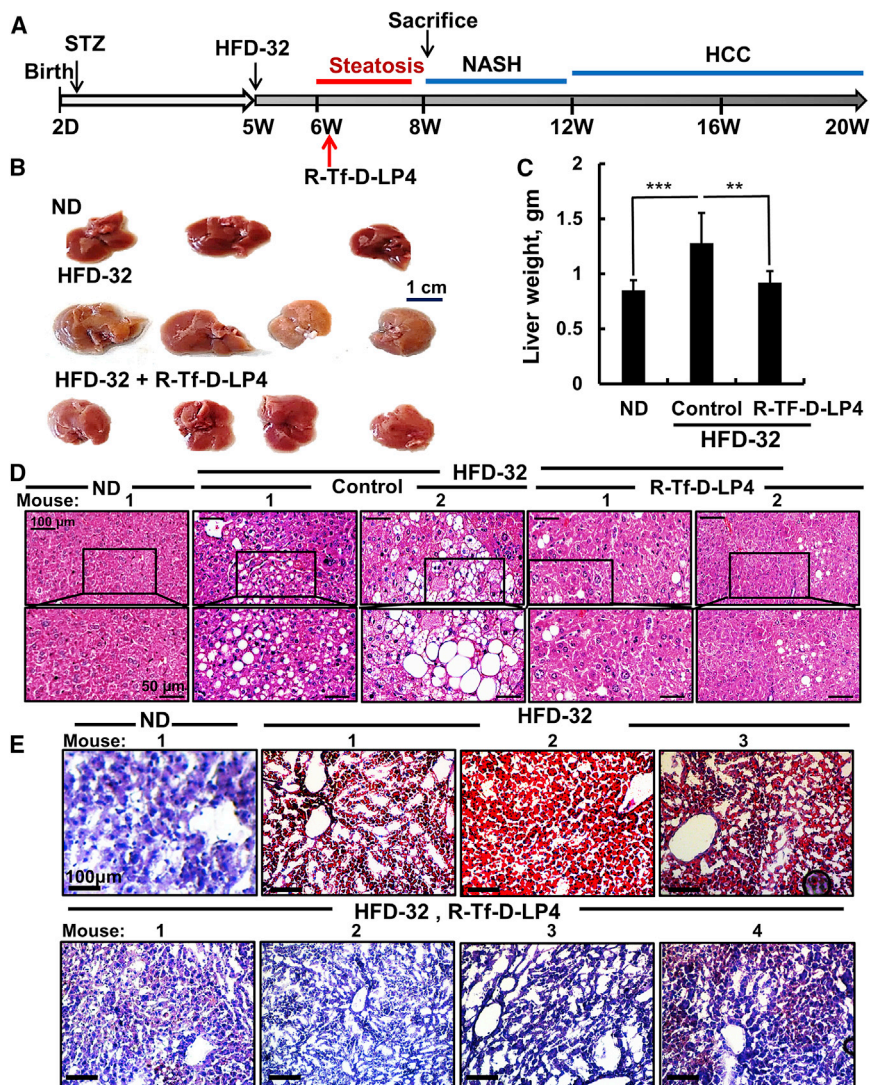 A
STZ
HFD-32
Sacrifice
Birth
Steatosis
NASH
HCC
2D
5W
6W
8W
12W
16W
20W
R-Tf-D-LP4
B
ND
HFD-32
1 cm
HFD-32 + R-Tf-D-LP4
C
Liver weight, gm
2
1.5
1
0.5
0
***
**
ND
Control
R-TF-D-LP4
HFD-32
D
ND
HFD-32
Control
R-Tf-D-LP4
Mouse: 1 1 2 1 2
100 µm
50 µm
E
ND
HFD-32
Mouse: 1 1 2 3
100µm
HFD-32 , R-Tf-D-LP4
Mouse: 1 2 3 4